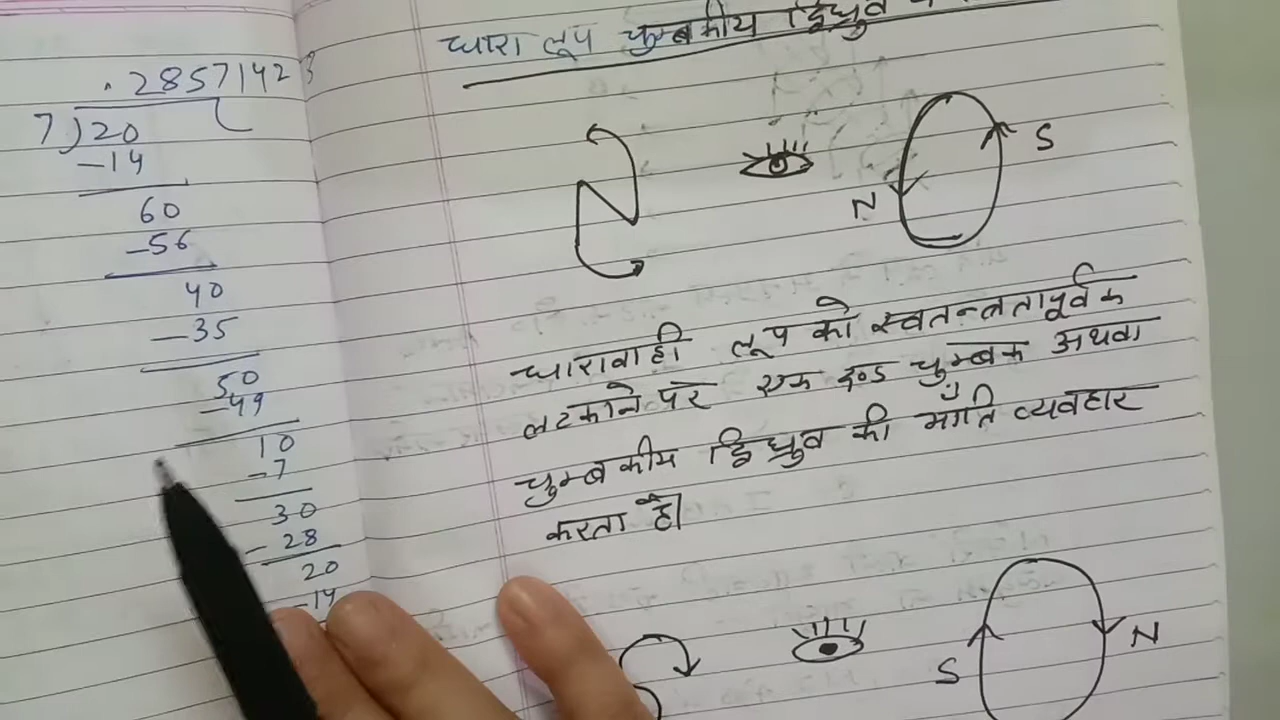 .2857142
7)20
-14
60
-56
40
-35
50
-49
10
-7
30
-28
20
-14
धारा लूप चुम्बकीय द्विध्रुव
N
S
N
धारावाही लूप को स्वतन्त्रतापूर्वक
लटकाने पर एक दण्ड चुम्बक अथवा
चुम्बकीय द्विध्रुव की भाँति व्यवहार
करता है।
S
N